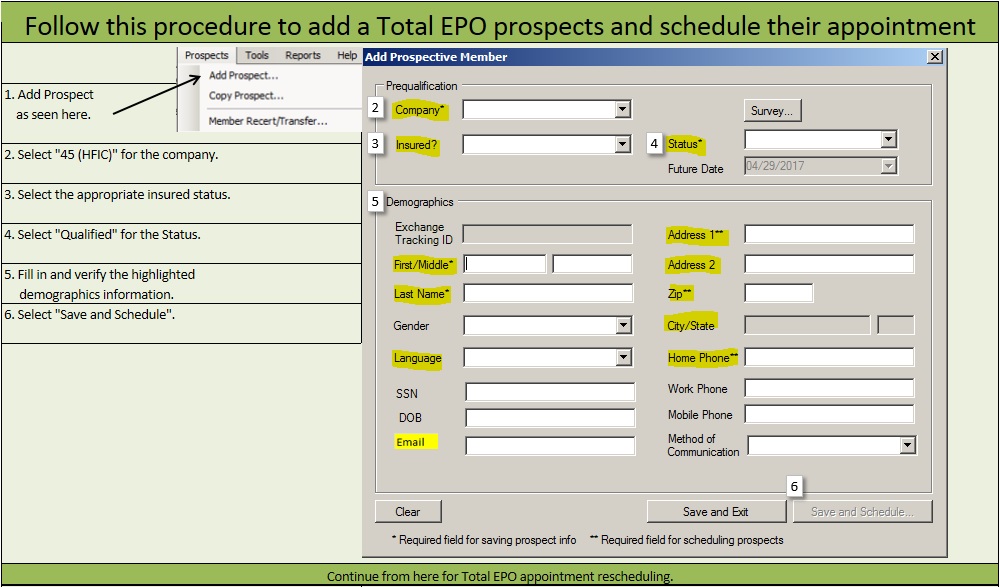 Follow this procedure to add a Total EPO prospects and schedule their appointment
Prospects Tools Reports Help
Add Prospect...
Copy Prospect...
Member Recert/Transfer...
1. Add Prospect
as seen here.
2. Select "45 (HFIC)" for the company.
3. Select the appropriate insured status.
4. Select "Qualified" for the Status.
5. Fill in and verify the highlighted
demographics information.
6. Select "Save and Schedule".
Add Prospective Member
Prequalification
2 Company*
Survey...
3 Insured?
4 Status*
Future Date 04/29/2017
5 Demographics
Exchange
Tracking ID
Address 1**
First/Middle*
Address 2
Last Name*
Zip**
Gender
City/State
Language
Home Phone**
SSN
Work Phone
DOB
Mobile Phone
Email
Method of
Communication
6
Clear
Save and Exit
Save and Schedule...
* Required field for saving prospect info ** Required field for scheduling prospects
Continue from here for Total EPO appointment rescheduling.